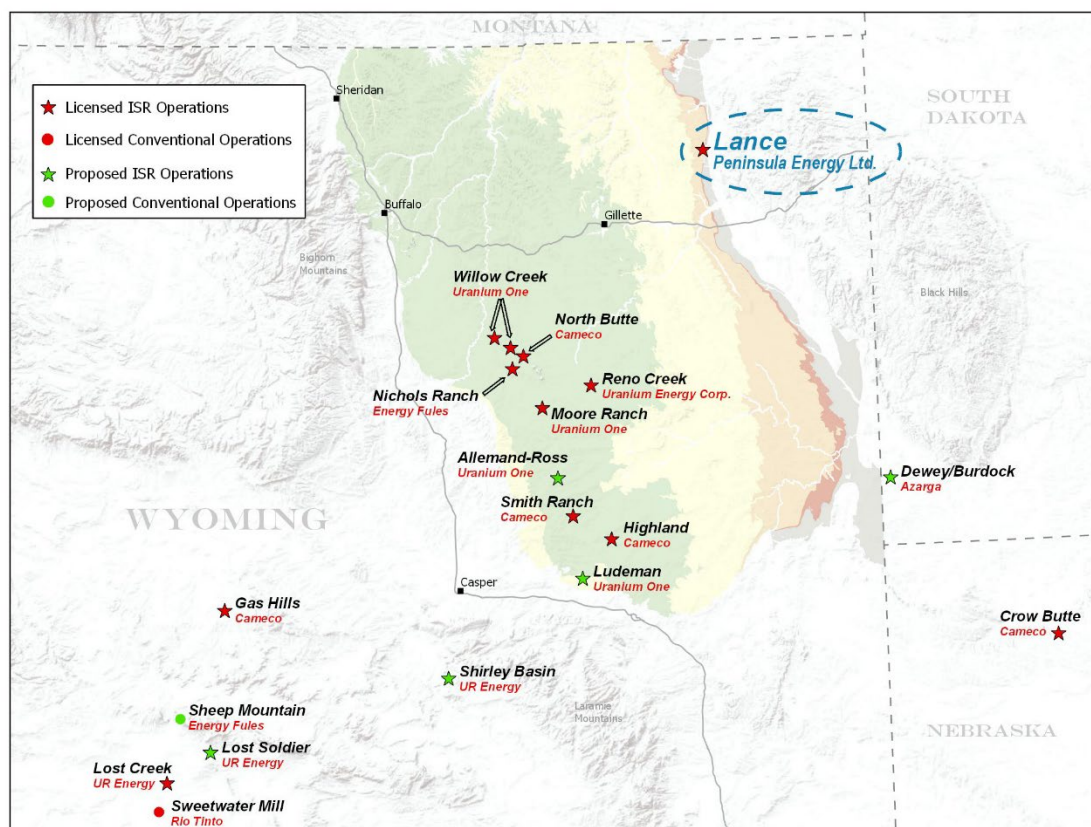 MONTANA
Licensed ISR Operations
Licensed Conventional Operations
Proposed ISR Operations
Proposed Conventional Operations
Sheridan
SOUTH
DAKOTA
Lance
Peninsula Energy Ltd.
Buffalo
Gillette
Bighorn
Mountains
Willow Creek
Uranium One
North Butte
Cameco
Black Hills
Nichols Ranch
Energy Fules
Reno Creek
Uranium Energy Corp.
Moore Ranch
Uranium One
Allemand-Ross
Uranium One
Dewey/Burdock
Azarga
Smith Ranch
Cameco
WYOMING
Highland
Cameco
Ludeman
Uranium One
Casper
Gas Hills
Cameco
Crow Butte
Cameco
Shirley Basin
UR Energy
Laramie
Mountains
Sheep Mountain
Energy Fules
NEBRASKA
Lost Soldier
UR Energy
Lost Creek
UR Energy
Sweetwater Mill
Rio Tinto